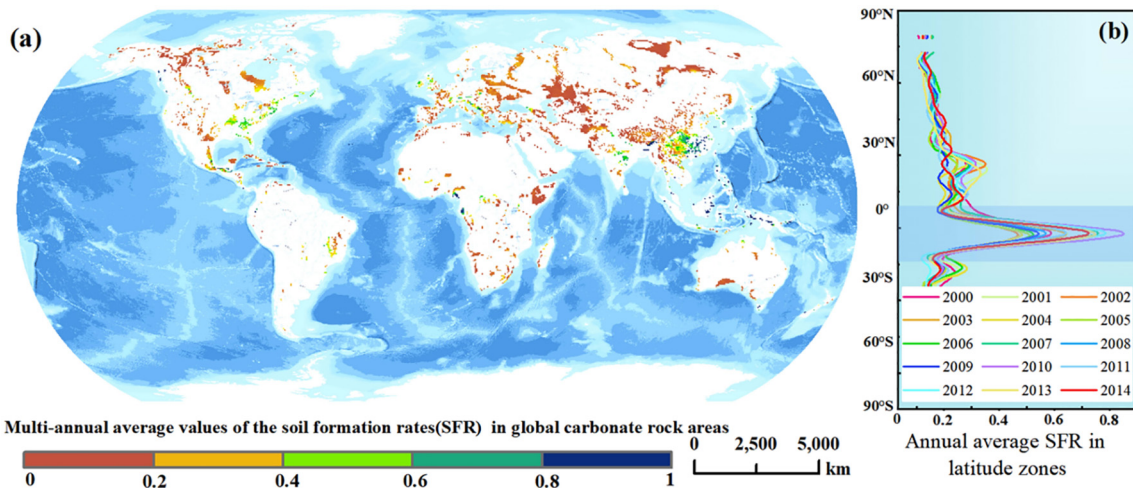 (a)
Multi-annual average values of the soil formation rates(SFR) in global carbonate rock areas
0 0.2 0.4 0.6 0.8 1
0 2,500 5,000
km
(b)
90°N
60°N
30°N
0°
30°S
60°S
90°S
2000 2001 2002
2003 2004 2005
2006 2007 2008
2009 2010 2011
2012 2013 2014
0 0.2 0.4 0.6 0.8
Annual average SFR in
latitude zones